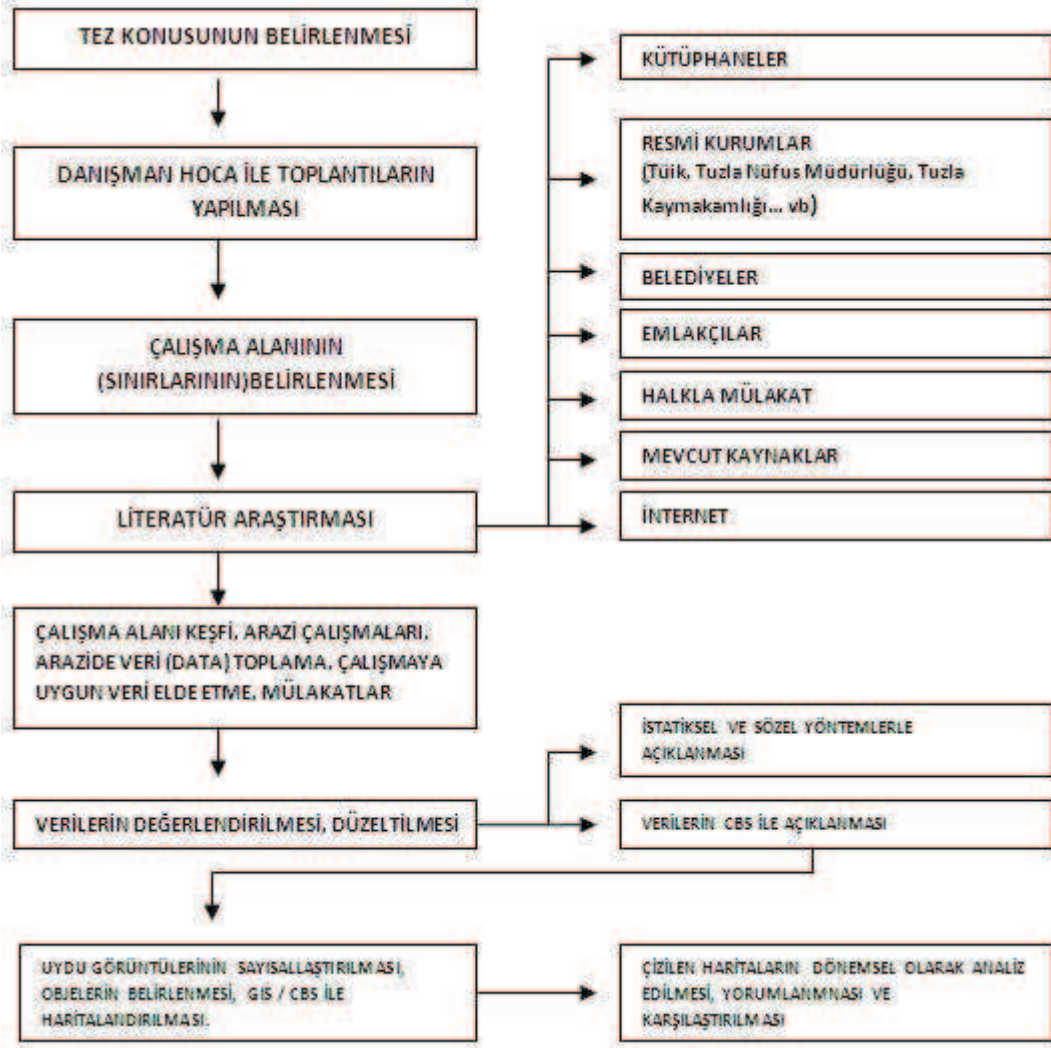 TEZ KONUSUNUN BELİRLENMESİ
DANIŞMAN HOCA İLE TOPLANTILARIN
YAPILMASI
ÇALIŞMA ALANININ
(SINIRLARININ)BELİRLENMESİ
LİTERATÜR ARAŞTIRMASI
KÜTÜPHANELER
RESMİ KURUMLAR
(Tüik, Tuzla Nüfus Müdürlüğü, Tuzla
Kaymakamlığı... vb)
BELEDİYELER
EMLAKÇILAR
HALKLA MÜLAKAT
MEVCUT KAYNAKLAR
İNTERNET
ÇALIŞMA ALANI KEŞFİ, ARAZİ ÇALIŞMALARI,
ARAZİDE VERİ (DATA) TOPLAMA, ÇALIŞMAYA
UYGUN VERİ ELDE ETME, MÜLAKATLAR
VERİLERİN DEĞERLENDİRİLMESİ, DÜZELTİLMESİ
İSTATİKSEL VE SÖZEL YÖNTEMLERLE
AÇIKLANMASI
VERİLERİN CBS İLE AÇIKLANMASI
UYDU GÖRÜNTÜLERİNİN SAYISALLAŞTIRILMASI,
OBJELERİN BELİRLENMESİ, GIS / CBS İLE
HARİTALANDIRILMASI.
ÇİZİLEN HARİTALARIN DÖNEMSEL OLARAK ANALİZ
EDİLMESİ, YORUMLANMNASI VE
KARŞILAŞTIRILMASI